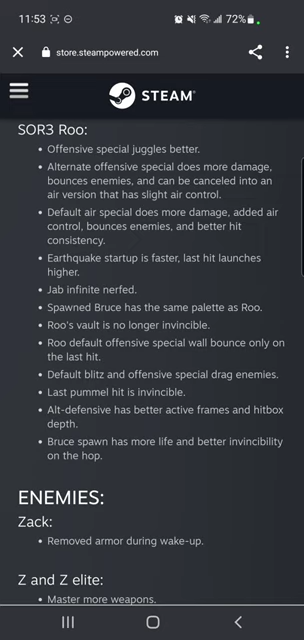 11:53
72%
store.steampowered.com
STEAM
SOR3 Roo:
• Offensive special juggles better.
• Alternate offensive special does more damage,
bounces enemies, and can be canceled into an
air version that has slight air control.
• Default air special does more damage, added air
control, bounces enemies, and better hit
consistency.
• Earthquake startup is faster, last hit launches
higher.
• Jab infinite nerfed.
• Spawned Bruce has the same palette as Roo.
• Roo's vault is no longer invincible.
• Roo default offensive special wall bounce only on
the last hit.
• Default blitz and offensive special drag enemies.
• Last pummel hit is invincible.
• Alt-defensive has better active frames and hitbox
depth.
• Bruce spawn has more life and better invincibility
on the hop.
ENEMIES:
Zack:
• Removed armor during wake-up.
Z and Z elite:
• Master more weapons.